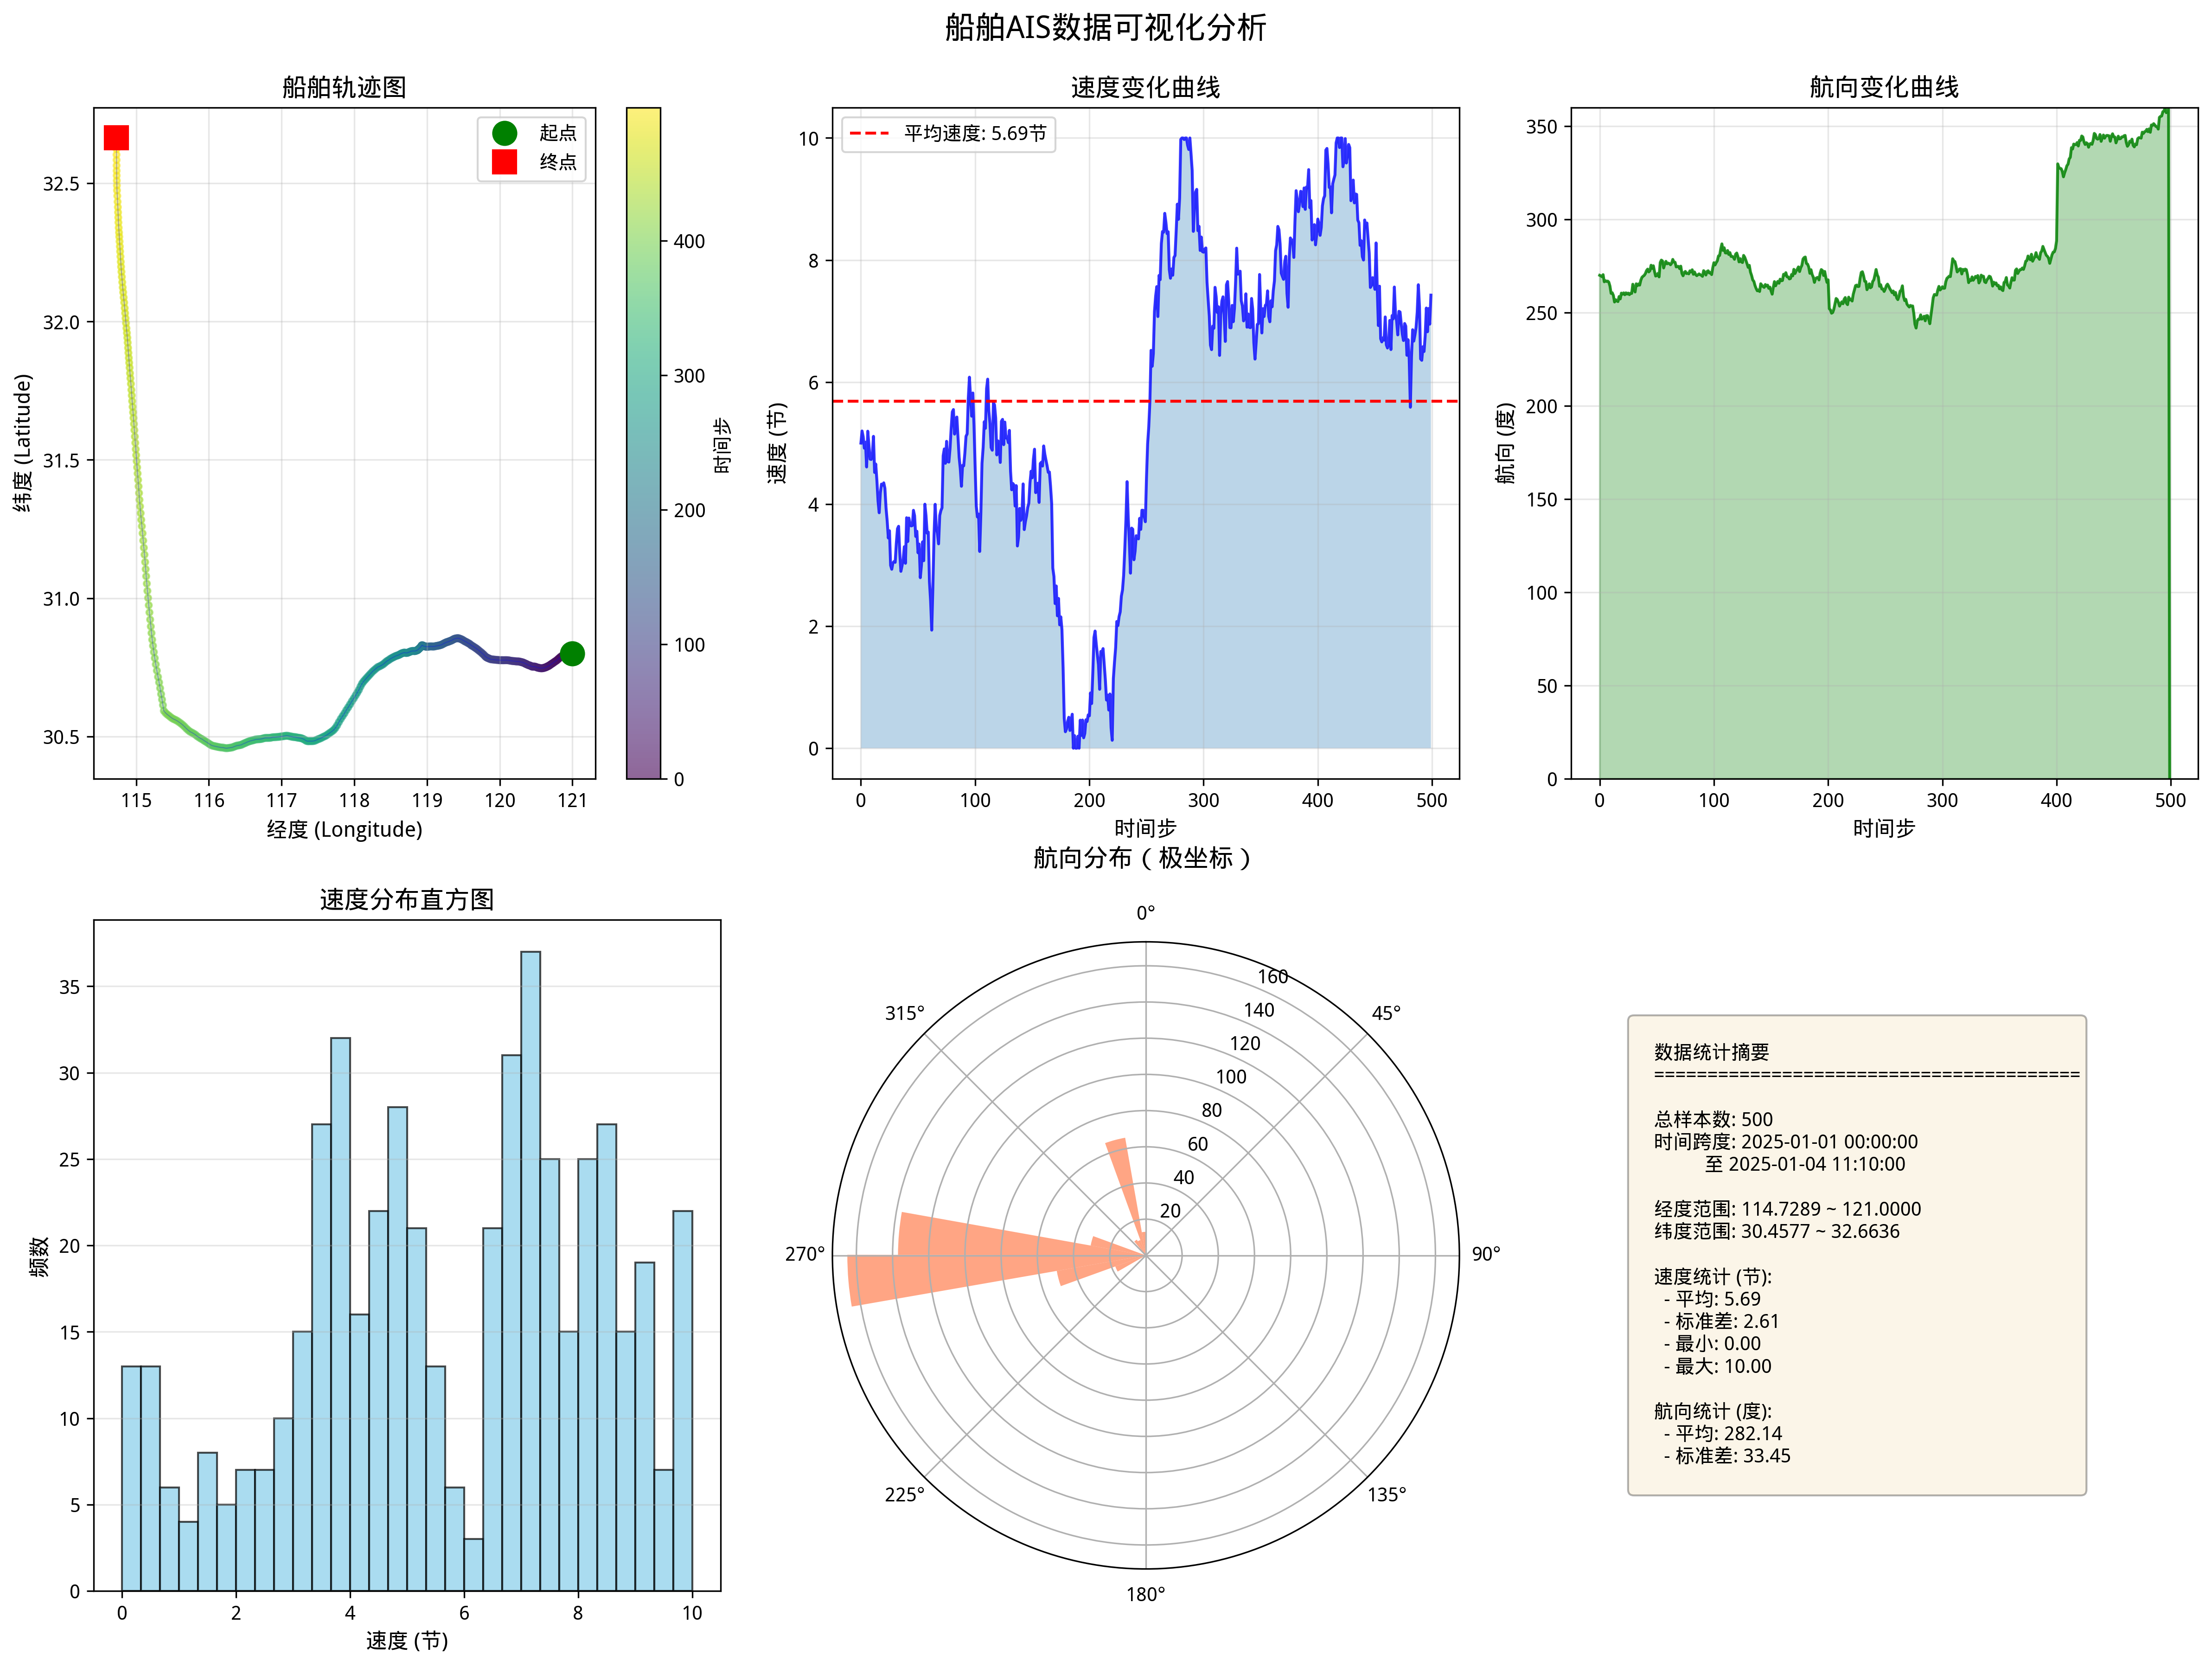 船舶AIS数据可视化分析
船舶轨迹图
起点
终点
32.5
32.0
31.5
31.0
30.5
纬度 (Latitude)
115 116 117 118 119 120 121
经度 (Longitude)
400
300
200
100
0
时间步
速度变化曲线
平均速度: 5.69节
10
8
6
4
2
0
速度 (节)
0 100 200 300 400 500
时间步
航向变化曲线
350
300
250
200
150
100
50
0
航向 (度)
0 100 200 300 400 500
时间步
速度分布直方图
35
30
25
20
15
10
5
0
频数
0 2 4 6 8 10
速度 (节)
航向分布（极坐标）
0°
45°
90°
135°
180°
225°
270°
315°
160
140
120
100
80
60
40
20
数据统计摘要
========================================
总样本数: 500
时间跨度: 2025-01-01 00:00:00
至 2025-01-04 11:10:00
经度范围: 114.7289 ~ 121.0000
纬度范围: 30.4577 ~ 32.6636
速度统计 (节):
- 平均: 5.69
- 标准差: 2.61
- 最小: 0.00
- 最大: 10.00
航向统计 (度):
- 平均: 282.14
- 标准差: 33.45